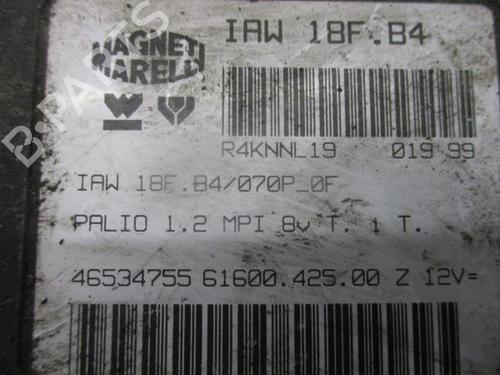 MAGNETI
MARELLI
IAW 18F.B4
R4KNNL19 019 99
IAW 18F.B4/070P_0F
PALIO 1.2 MPI 8v T. i T.
46534755 61600.425.00 Z 12V=
B-PARTS